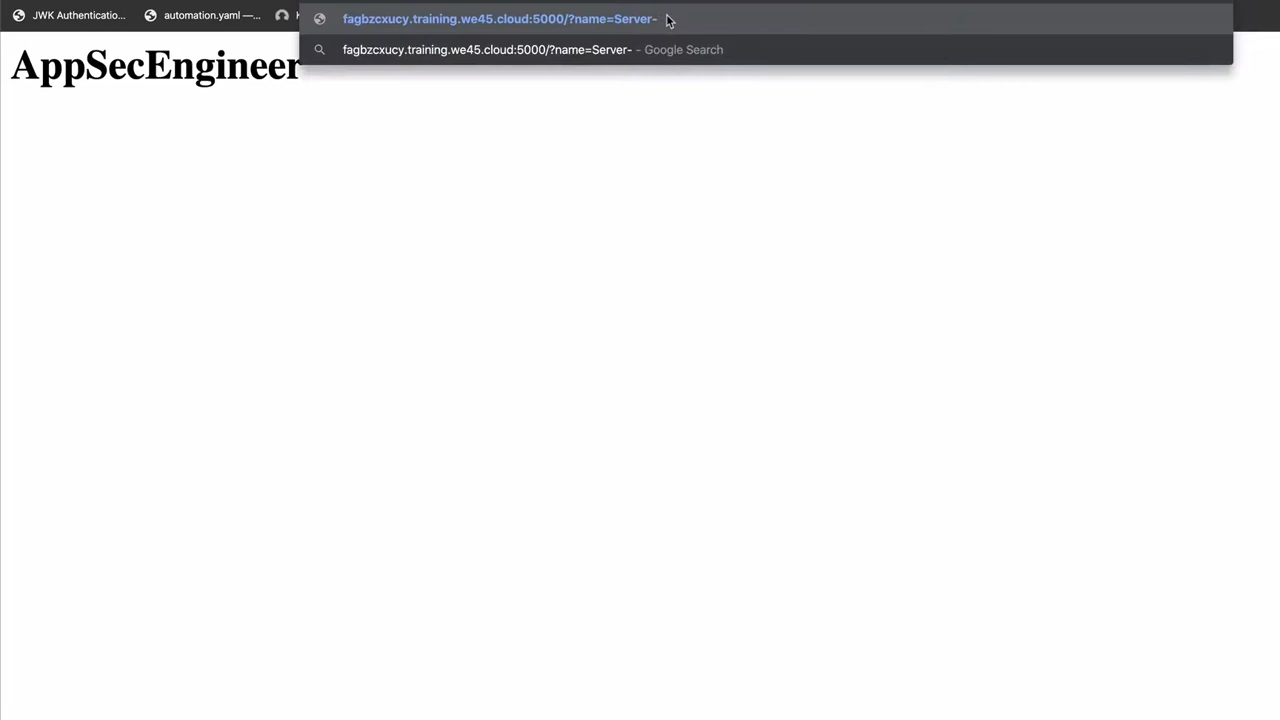 JWK Authenticatio...
automation.yaml —...
fagbzcxucy.training.we45.cloud:5000/?name=Server-
fagbzcxucy.training.we45.cloud:5000/?name=Server- - Google Search
AppSecEngineer